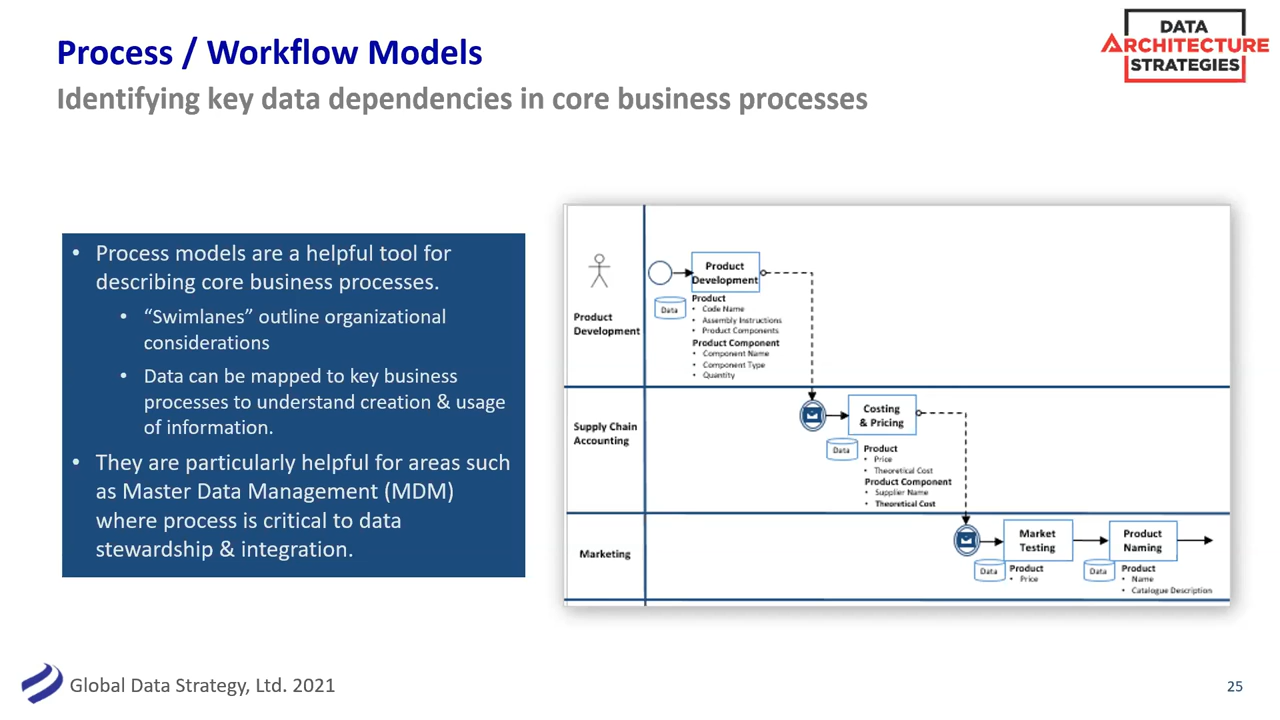 Process / Workflow Models
Identifying key data dependencies in core business processes
DATA
ARCHITECTURE
STRATEGIES
• Process models are a helpful tool for
describing core business processes.
• “Swimlanes” outline organizational
considerations
• Data can be mapped to key business
processes to understand creation & usage
of information.
• They are particularly helpful for areas such
as Master Data Management (MDM)
where process is critical to data
stewardship & integration.
Product
Development
Product
Development
Data
Product
• Code Name
• Assembly Instructions
• Product Components
Product Component
• Component Name
• Component Type
• Quantity
Supply Chain
Accounting
Costing
& Pricing
Data
Product
• Price
• Theoretical Cost
Product Component
• Supplier Name
• Theoretical Cost
Marketing
Market
Testing
Data
Product
• Price
Product
Naming
Data
Product
• Name
• Catalogue Description
Global Data Strategy, Ltd. 2021
25